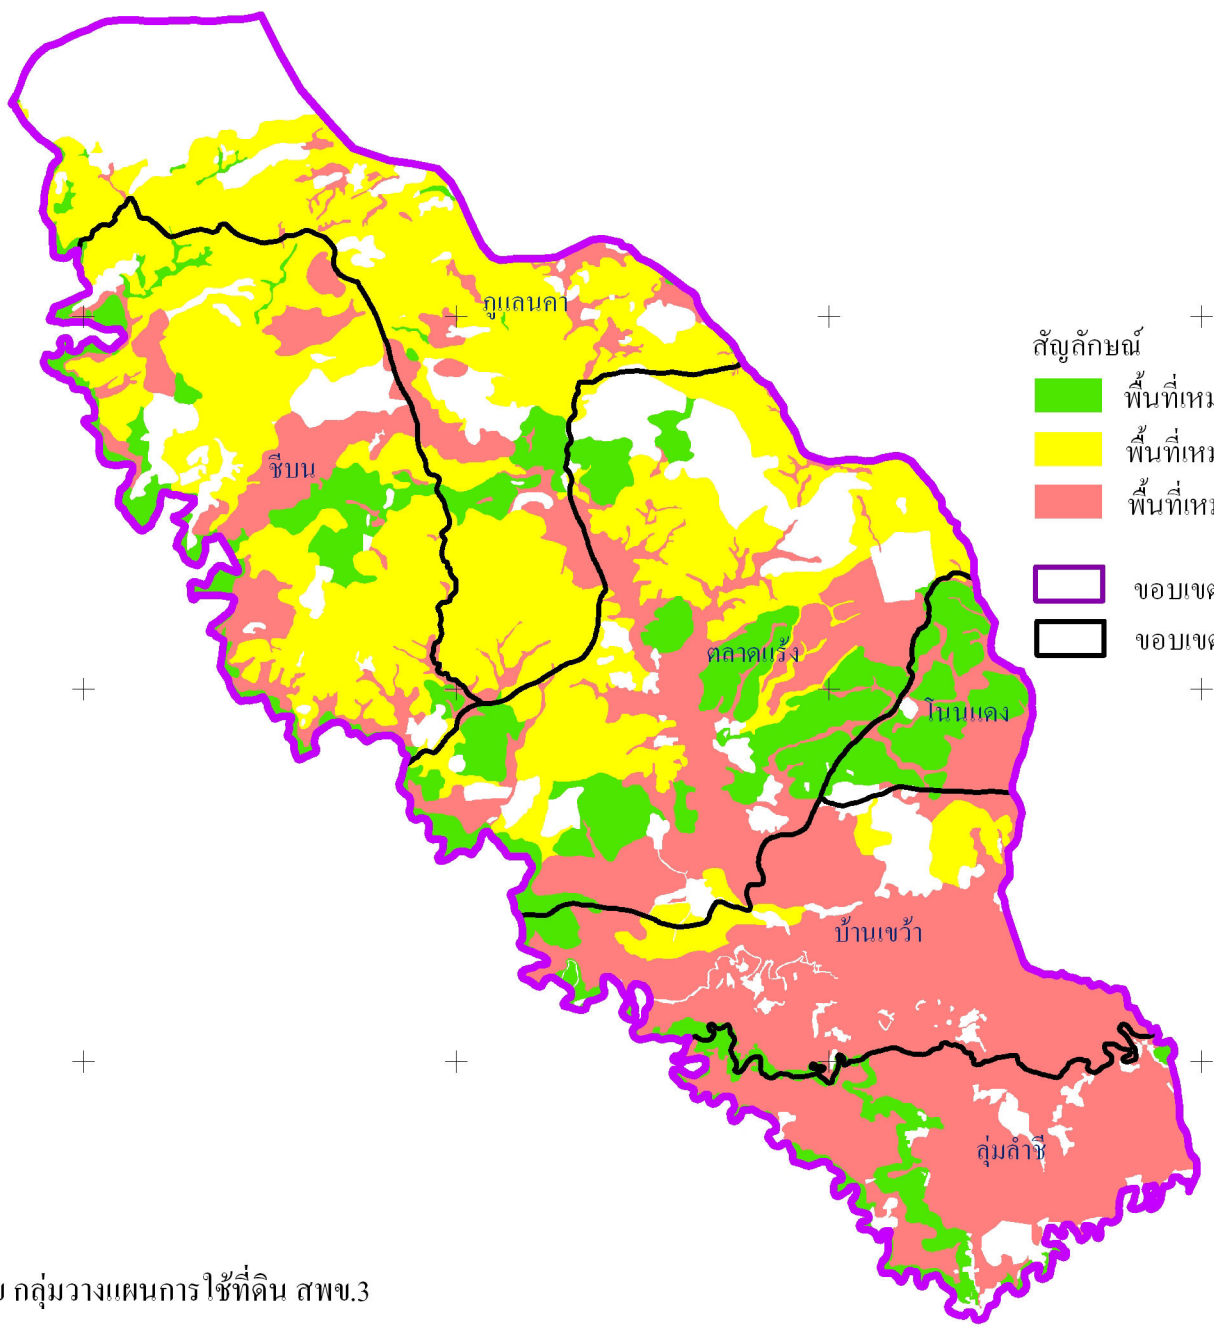 ภูแลนคา
สัญลักษณ์
พื้นที่เหม
พื้นที่เหม
ชีบน
พื้นที่เหม
ขอบเขต
ขอบเขต
ตลาดแร้ง
โนนแดง
บ้านเขว้า
ลุ่มลำชี
กลุ่มวางแผนการใช้ที่ดิน สพข.3